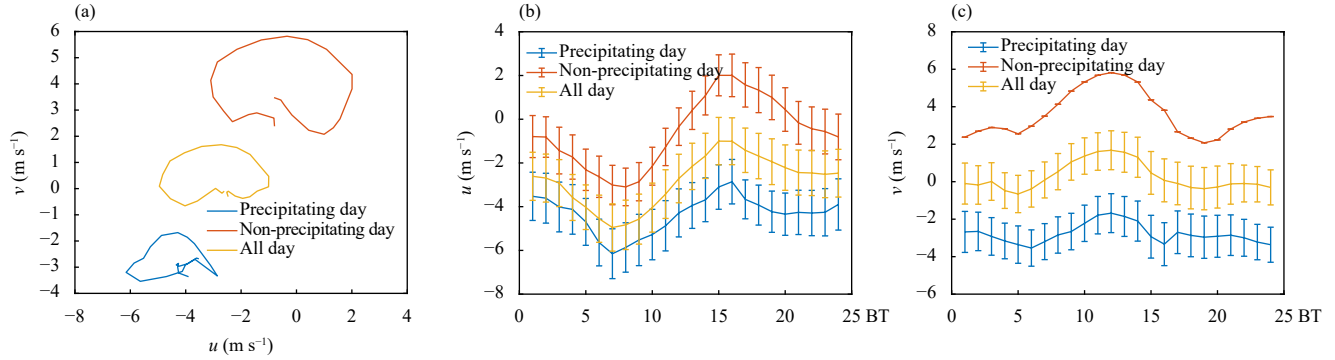 (a)
6
5
4
3
2
1
0
−1
−2
−3
−4
v (m s⁻¹)
Precipitating day
Non-precipitating day
All day
−8 −6 −4 −2 0 2 4
u (m s⁻¹)
(b)
4
2
0
−2
−4
−6
−8
u (m s⁻¹)
Precipitating day
Non-precipitating day
All day
0 5 10 15 20 25 BT
(c)
8
6
4
2
0
−2
−4
−6
v (m s⁻¹)
Precipitating day
Non-precipitating day
All day
0 5 10 15 20 25 BT